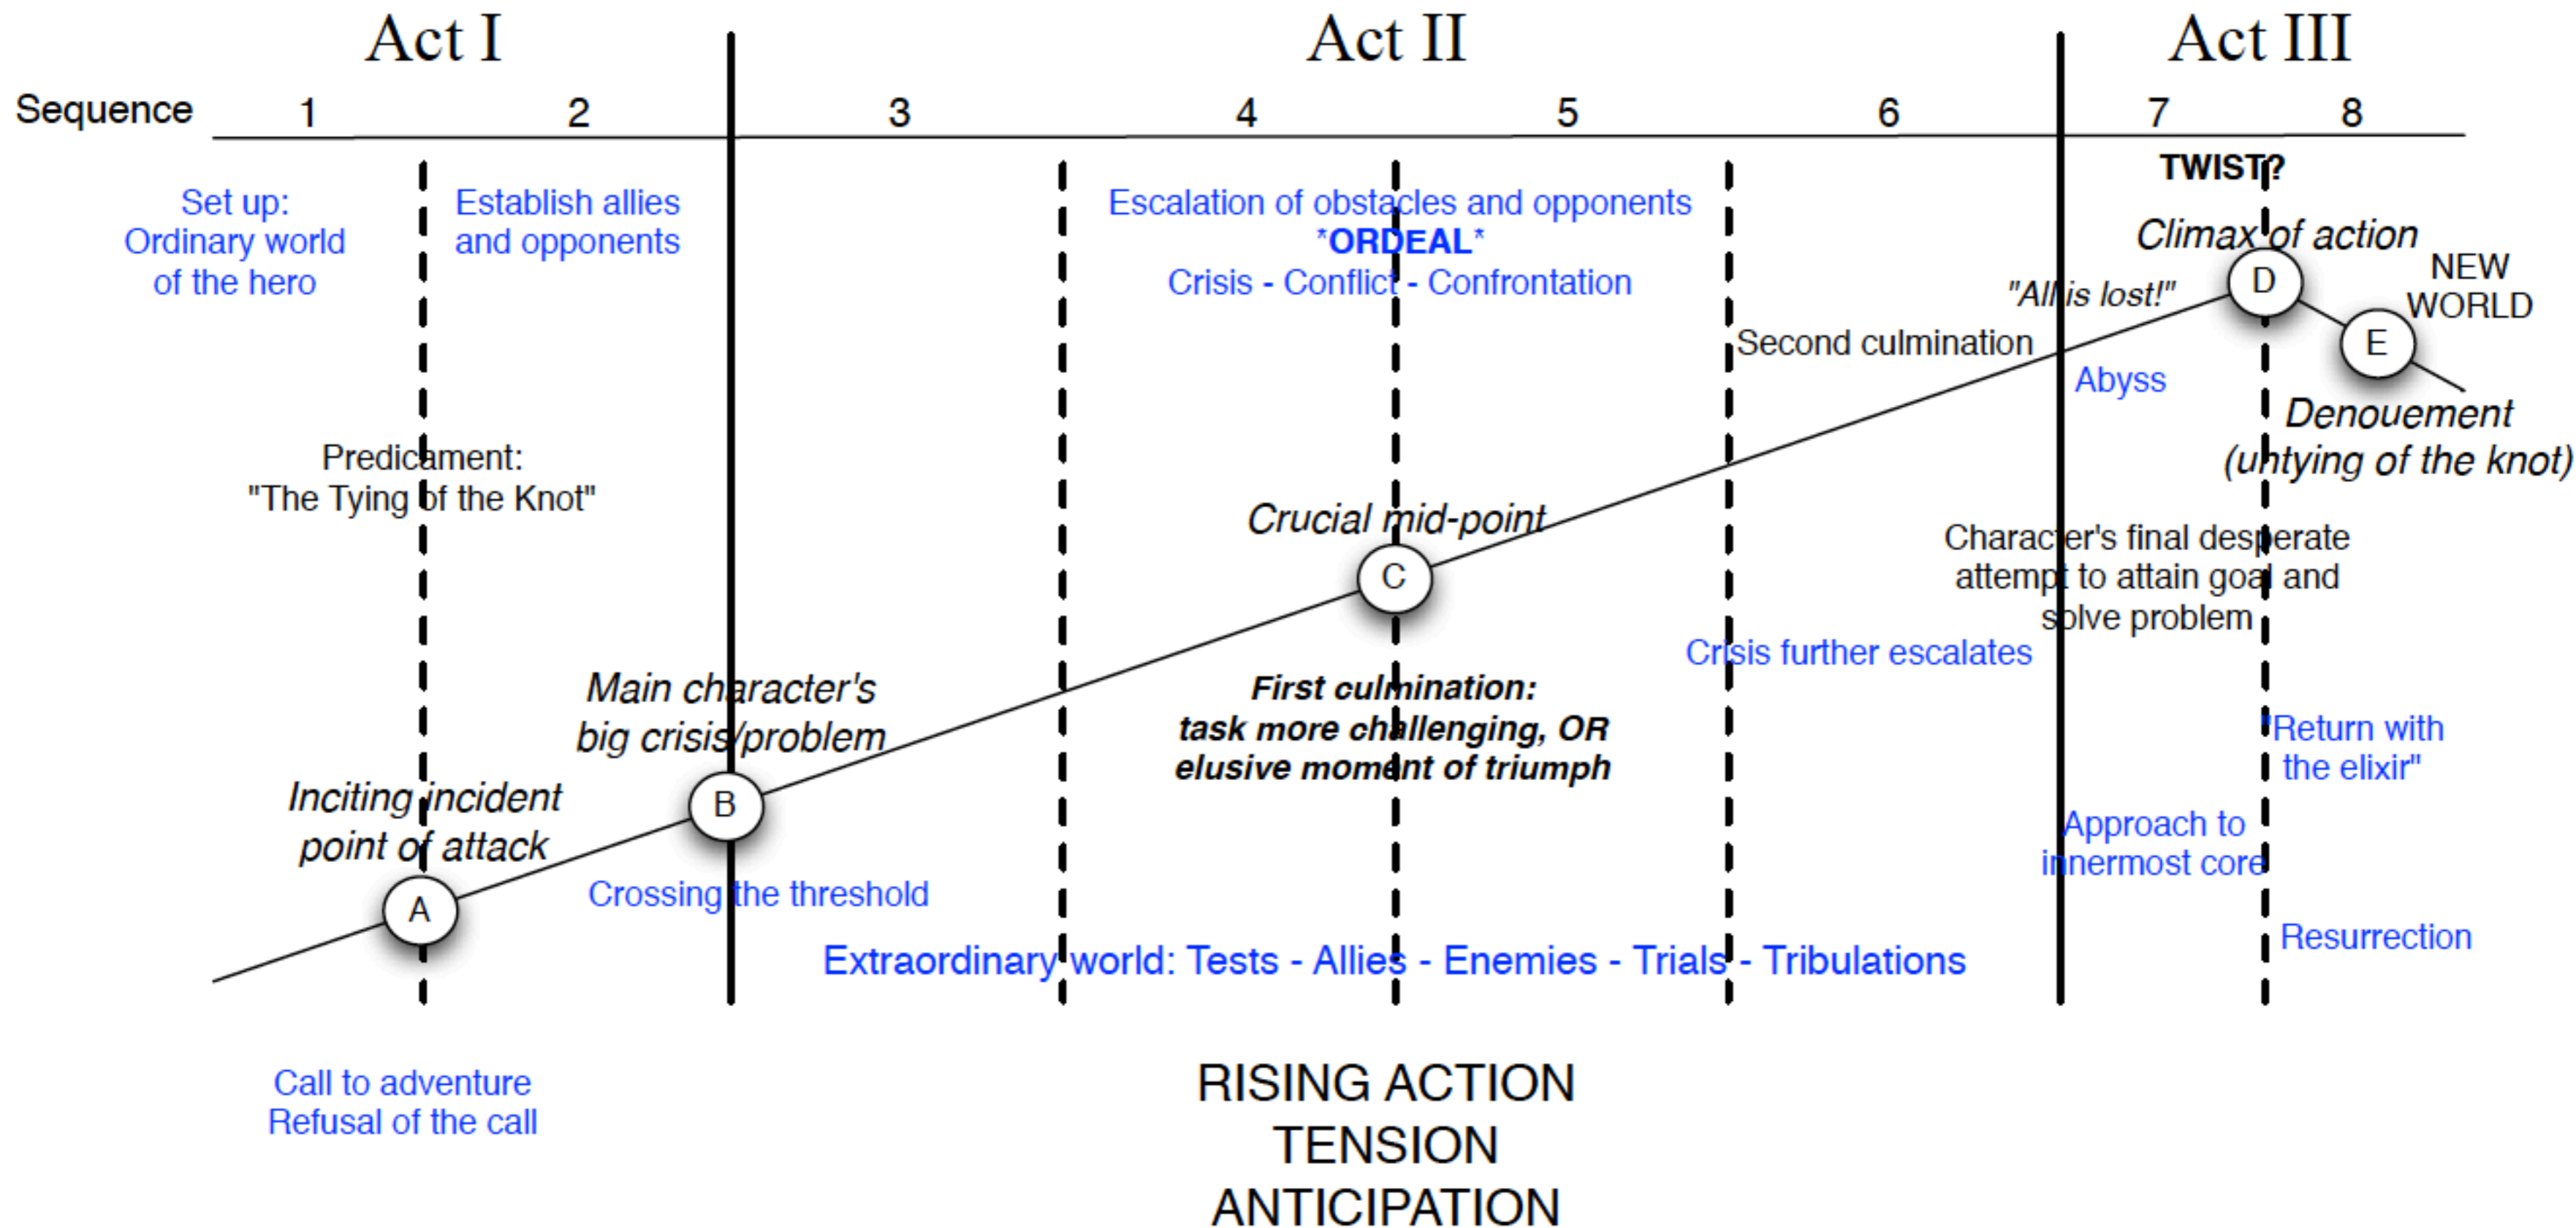 Act I
Act II
Act III
Sequence 1 2 3 4 5 6 7 8
TWIST?
Set up:
Ordinary world
of the hero
Establish allies
and opponents
Escalation of obstacles and opponents
*ORDEAL*
Crisis - Conflict - Confrontation
Climax of action
D
NEW
WORLD
"All is lost!"
E
Second culmination
Abyss
Denouement
(untying of the knot)
Predicament:
"The Tying of the Knot"
Crucial mid-point
C
Character's final desperate
attempt to attain goal and
solve problem
Crisis further escalates
Main character's
big crisis/problem
B
First culmination:
task more challenging, OR
elusive moment of triumph
"Return with
the elixir"
Inciting incident
point of attack
A
Approach to
innermost core
Crossing the threshold
Resurrection
Extraordinary world: Tests - Allies - Enemies - Trials - Tribulations
Call to adventure
Refusal of the call
RISING ACTION
TENSION
ANTICIPATION